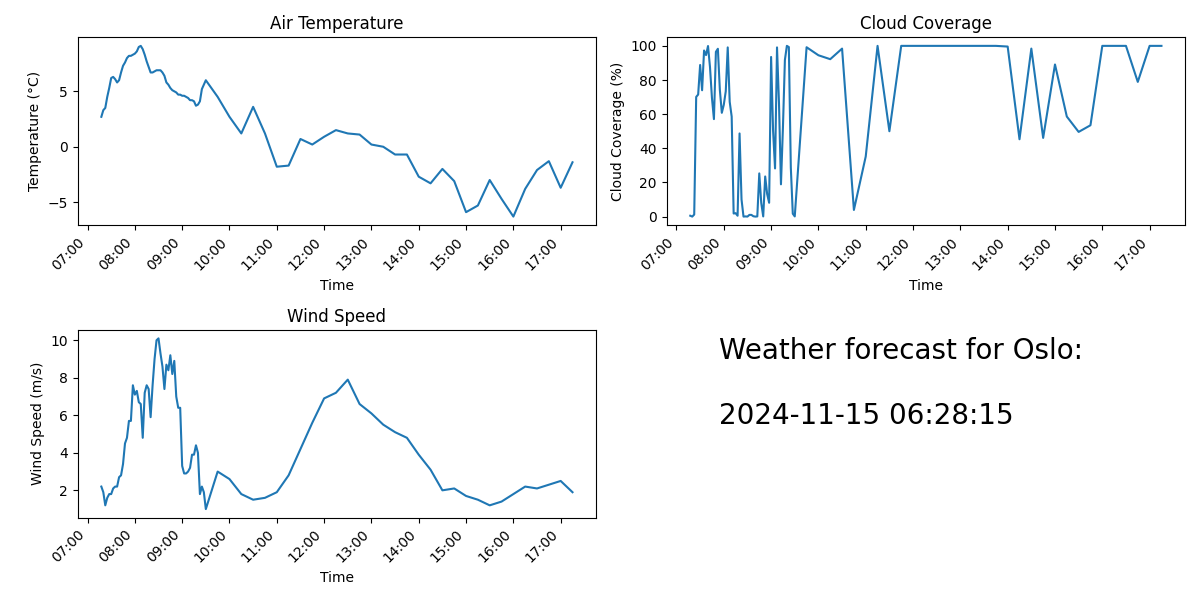 Air Temperature
Temperature (°C)
5
0
−5
07:00 08:00 09:00 10:00 11:00 12:00 13:00 14:00 15:00 16:00 17:00
Time
Cloud Coverage
Cloud Coverage (%)
100
80
60
40
20
0
07:00 08:00 09:00 10:00 11:00 12:00 13:00 14:00 15:00 16:00 17:00
Time
Wind Speed
Wind Speed (m/s)
10
8
6
4
2
07:00 08:00 09:00 10:00 11:00 12:00 13:00 14:00 15:00 16:00 17:00
Time
Weather forecast for Oslo:
2024-11-15 06:28:15